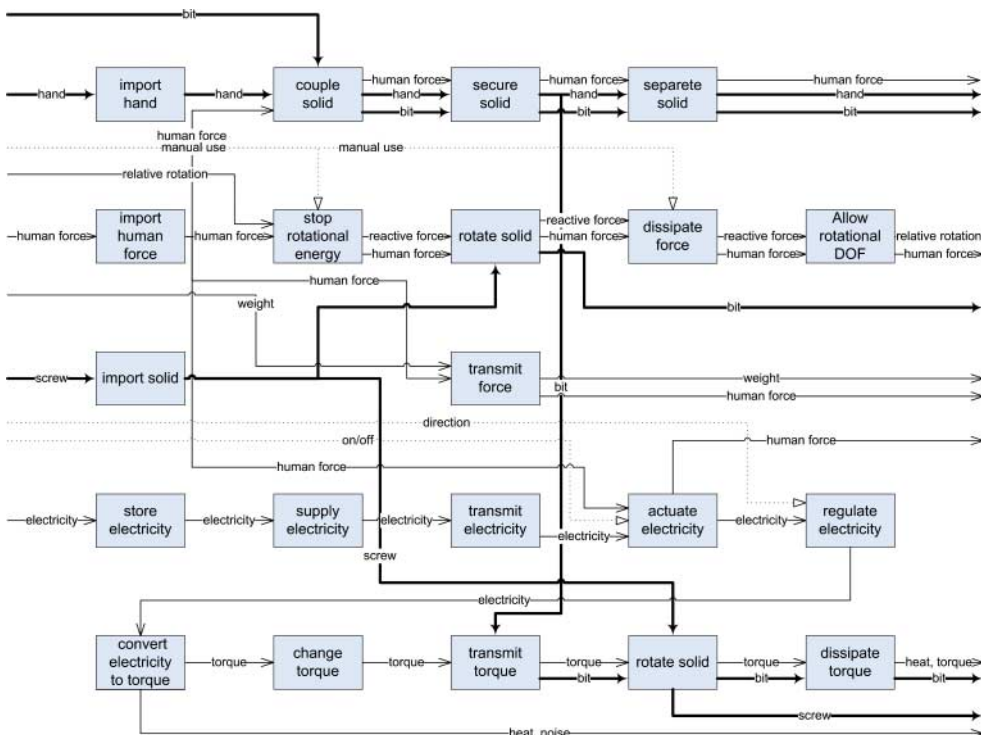 bit
import
hand
couple
solid
secure
solid
separete
solid
hand
hand
human force
hand
bit
human force
hand
bit
human force
hand
bit
human force
manual use
manual use
relative rotation
import
human
force
stop
rotational
energy
rotate solid
dissipate
force
Allow
rotational
DOF
human force
human force
reactive force
human force
reactive force
human force
reactive force
human force
relative rotation
human force
human force
weight
bit
screw
import solid
transmit
force
bit
weight
human force
direction
on/off
human force
human force
store
electricity
supply
electricity
transmit
electricity
actuate
electricity
regulate
electricity
electricity
electricity
electricity
electricity
electricity
screw
electricity
convert
electricity
to torque
change
torque
transmit
torque
rotate solid
dissipate
torque
torque
torque
torque
bit
torque
bit
heat, torque
bit
screw
heat, noise